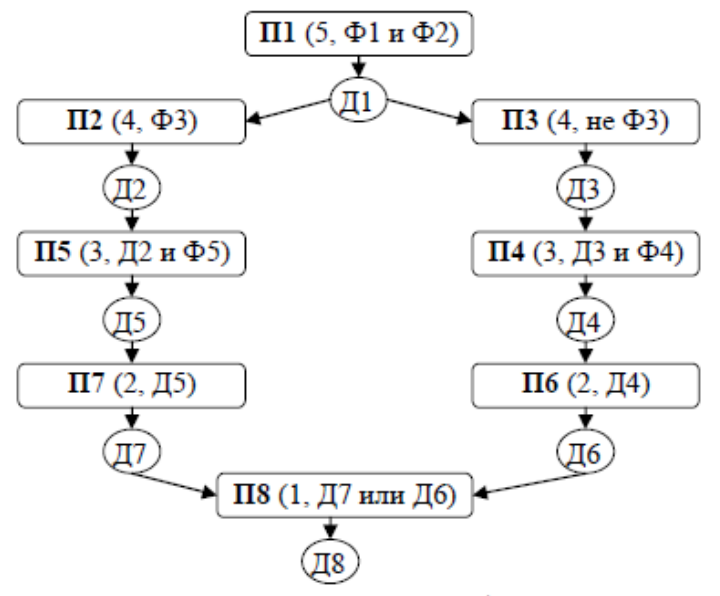 П1 (5, Ф1 и Ф2)
Д1
П2 (4, Ф3)
П3 (4, не Ф3)
Д2
Д3
П5 (3, Д2 и Ф5)
П4 (3, Д3 и Ф4)
Д5
Д4
П7 (2, Д5)
П6 (2, Д4)
Д7
Д6
П8 (1, Д7 или Д6)
Д8